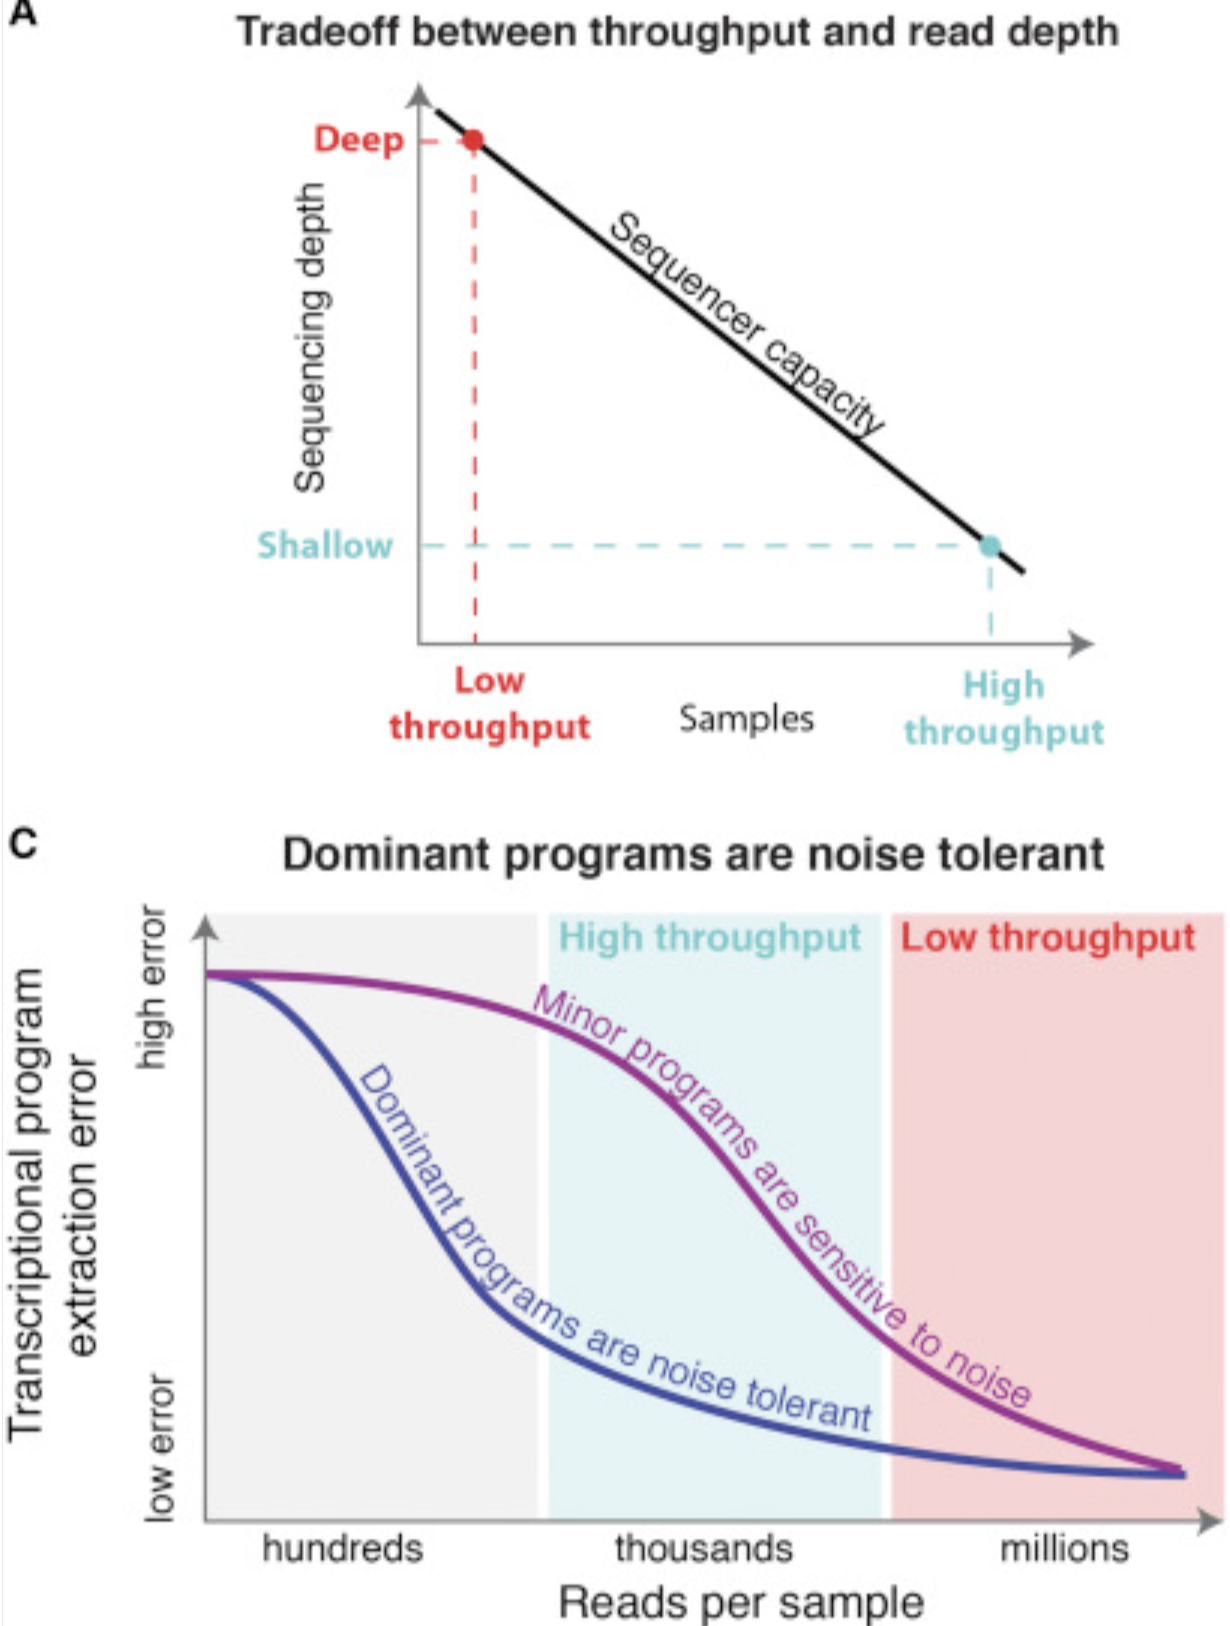 A
Tradeoff between throughput and read depth
Deep
Sequencing depth
Sequencer capacity
Shallow
Low
throughput
Samples
High
throughput
C
Dominant programs are noise tolerant
Transcriptional program
extraction error
high error
low error
High throughput
Low throughput
Minor programs are sensitive to noise
Dominant programs are noise tolerant
hundreds
thousands
millions
Reads per sample